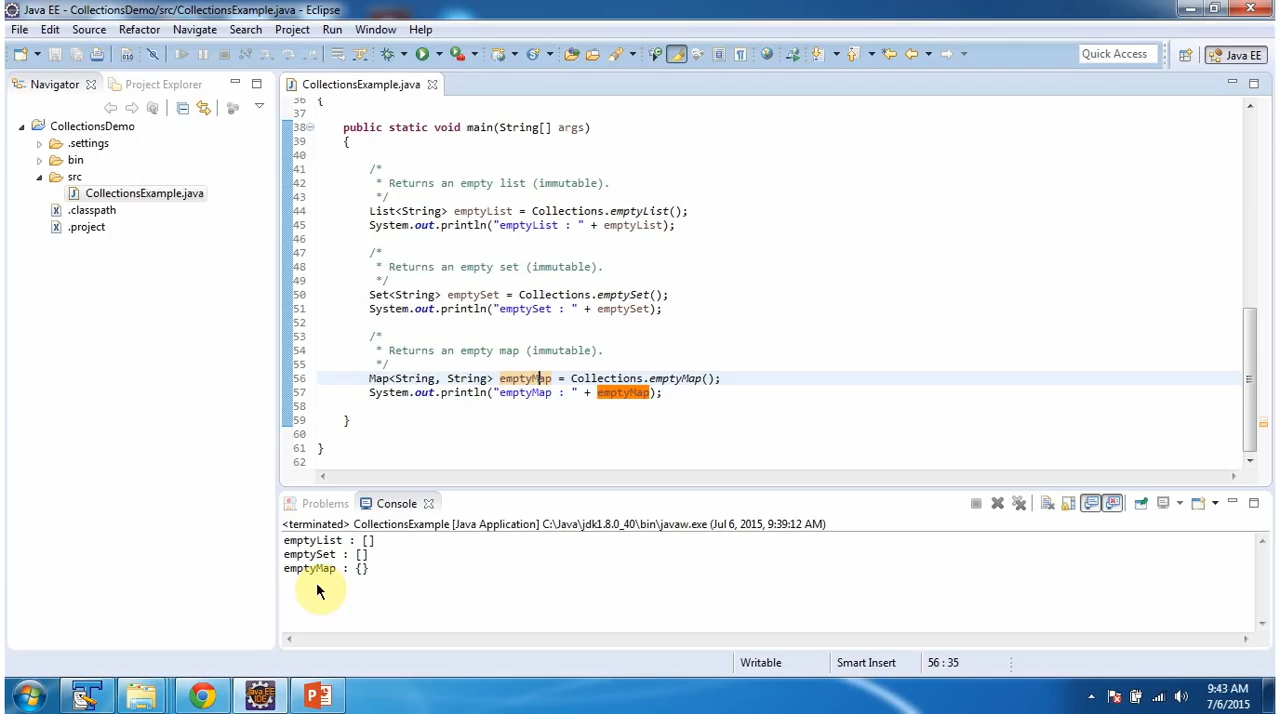 Java EE - CollectionsDemo/src/CollectionsExample.java - Eclipse
File Edit Source Refactor Navigate Search Project Run Window Help
Quick Access
Java EE
Navigator
Project Explorer
CollectionsExample.java
CollectionsDemo
.settings
bin
src
CollectionsExample.java
.classpath
.project
36 {
37
38 public static void main(String[] args)
39 {
40
41 /*
42 * Returns an empty list (immutable).
43 */
44 List<String> emptyList = Collections.emptyList();
45 System.out.println("emptyList : " + emptyList);
46
47 /*
48 * Returns an empty set (immutable).
49 */
50 Set<String> emptySet = Collections.emptySet();
51 System.out.println("emptySet : " + emptySet);
52
53 /*
54 * Returns an empty map (immutable).
55 */
56 Map<String, String> emptyMap = Collections.emptyMap();
57 System.out.println("emptyMap : " + emptyMap);
58
59 }
60
61 }
62
Problems
Console
<terminated> CollectionsExample [Java Application] C:\Java\jdk1.8.0_40\bin\javaw.exe (Jul 6, 2015, 9:39:12 AM)
emptyList : []
emptySet : []
emptyMap : {}
Writable
Smart Insert
56 : 35
Java EE
IDE
9:43 AM
7/6/2015